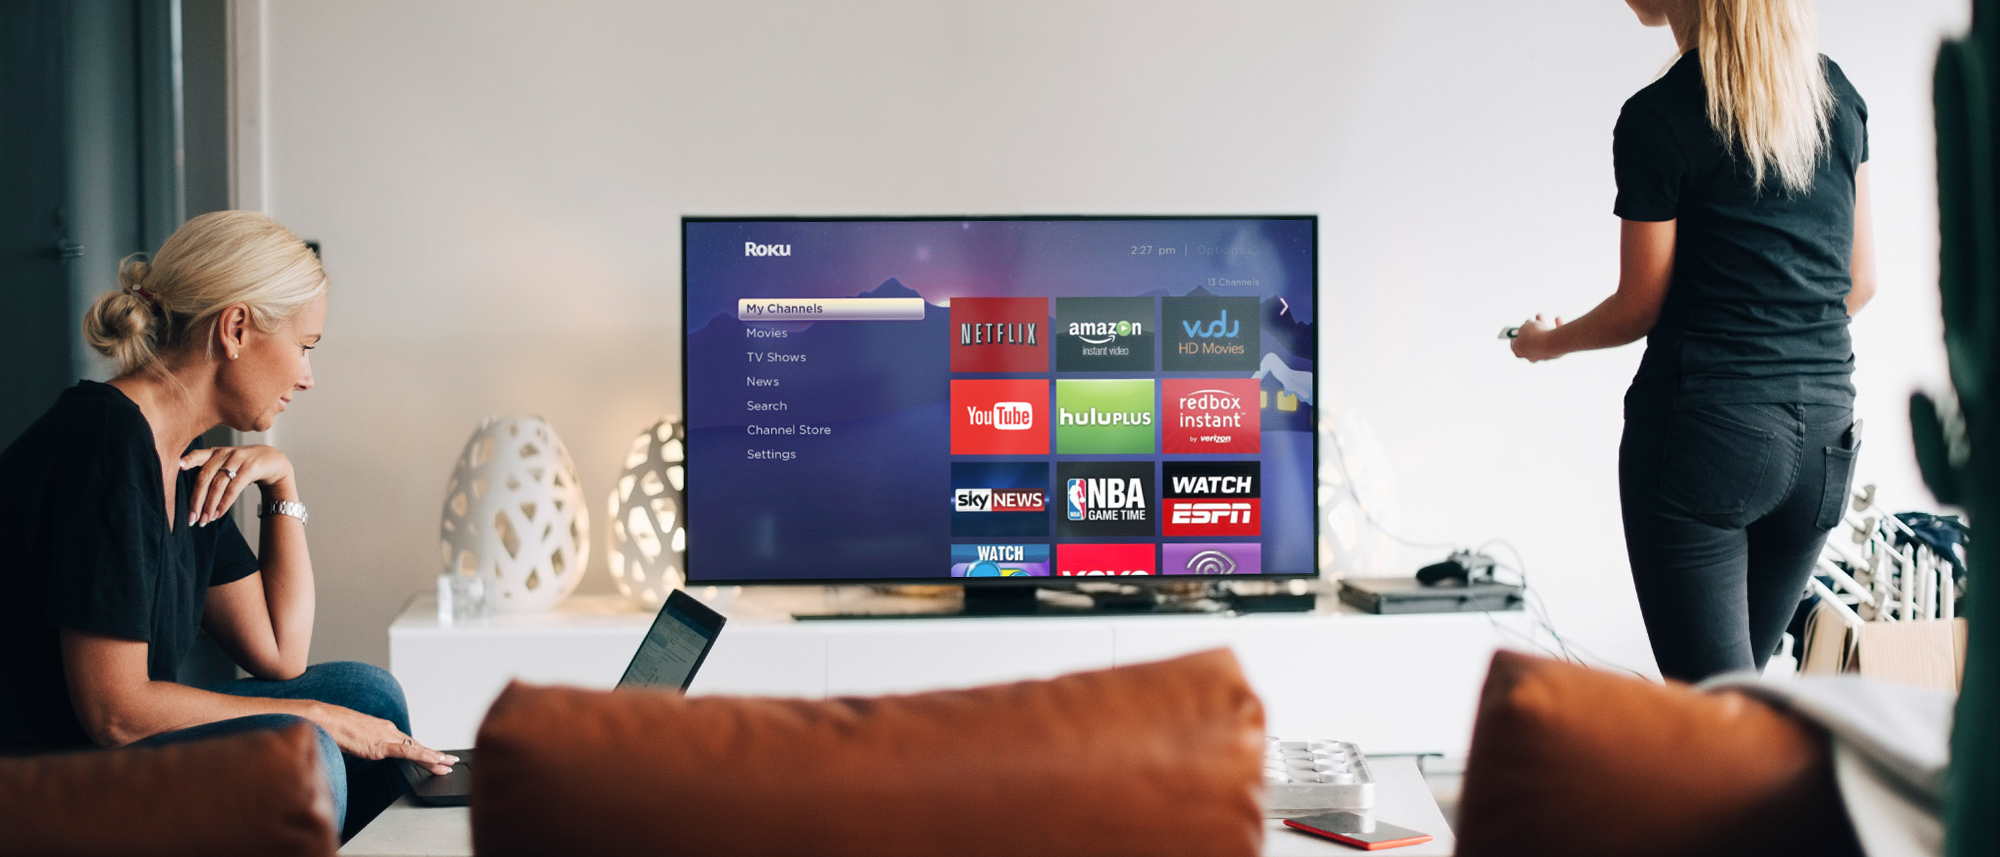 ROKU
2:27 pm | Options
13 Channels
My Channels
Movies
TV Shows
News
Search
Channel Store
Settings
NETFLIX
amazon
instant video
vudu
HD Movies
YouTube
huluPLUS
redbox
instant
by verizon
sky NEWS
NBA
GAME TIME
WATCH
ESPN
WATCH